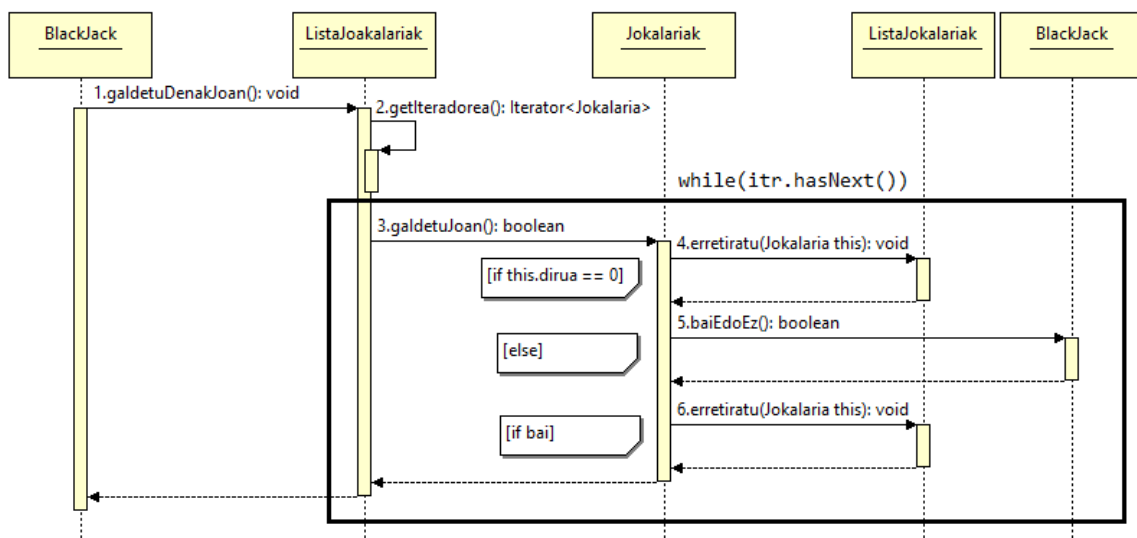 BlackJack
ListaJoakalariak
Jokalariak
ListaJokalariak
BlackJack
1.galdetuDenakJoan(): void
2.getIteradorea(): Iterator<Jokalaria>
while(itr.hasNext())
3.galdetuJoan(): boolean
4.erretiratu(Jokalaria this): void
[if this.dirua == 0]
5.baiEdoEz(): boolean
[else]
6.erretiratu(Jokalaria this): void
[if bai]